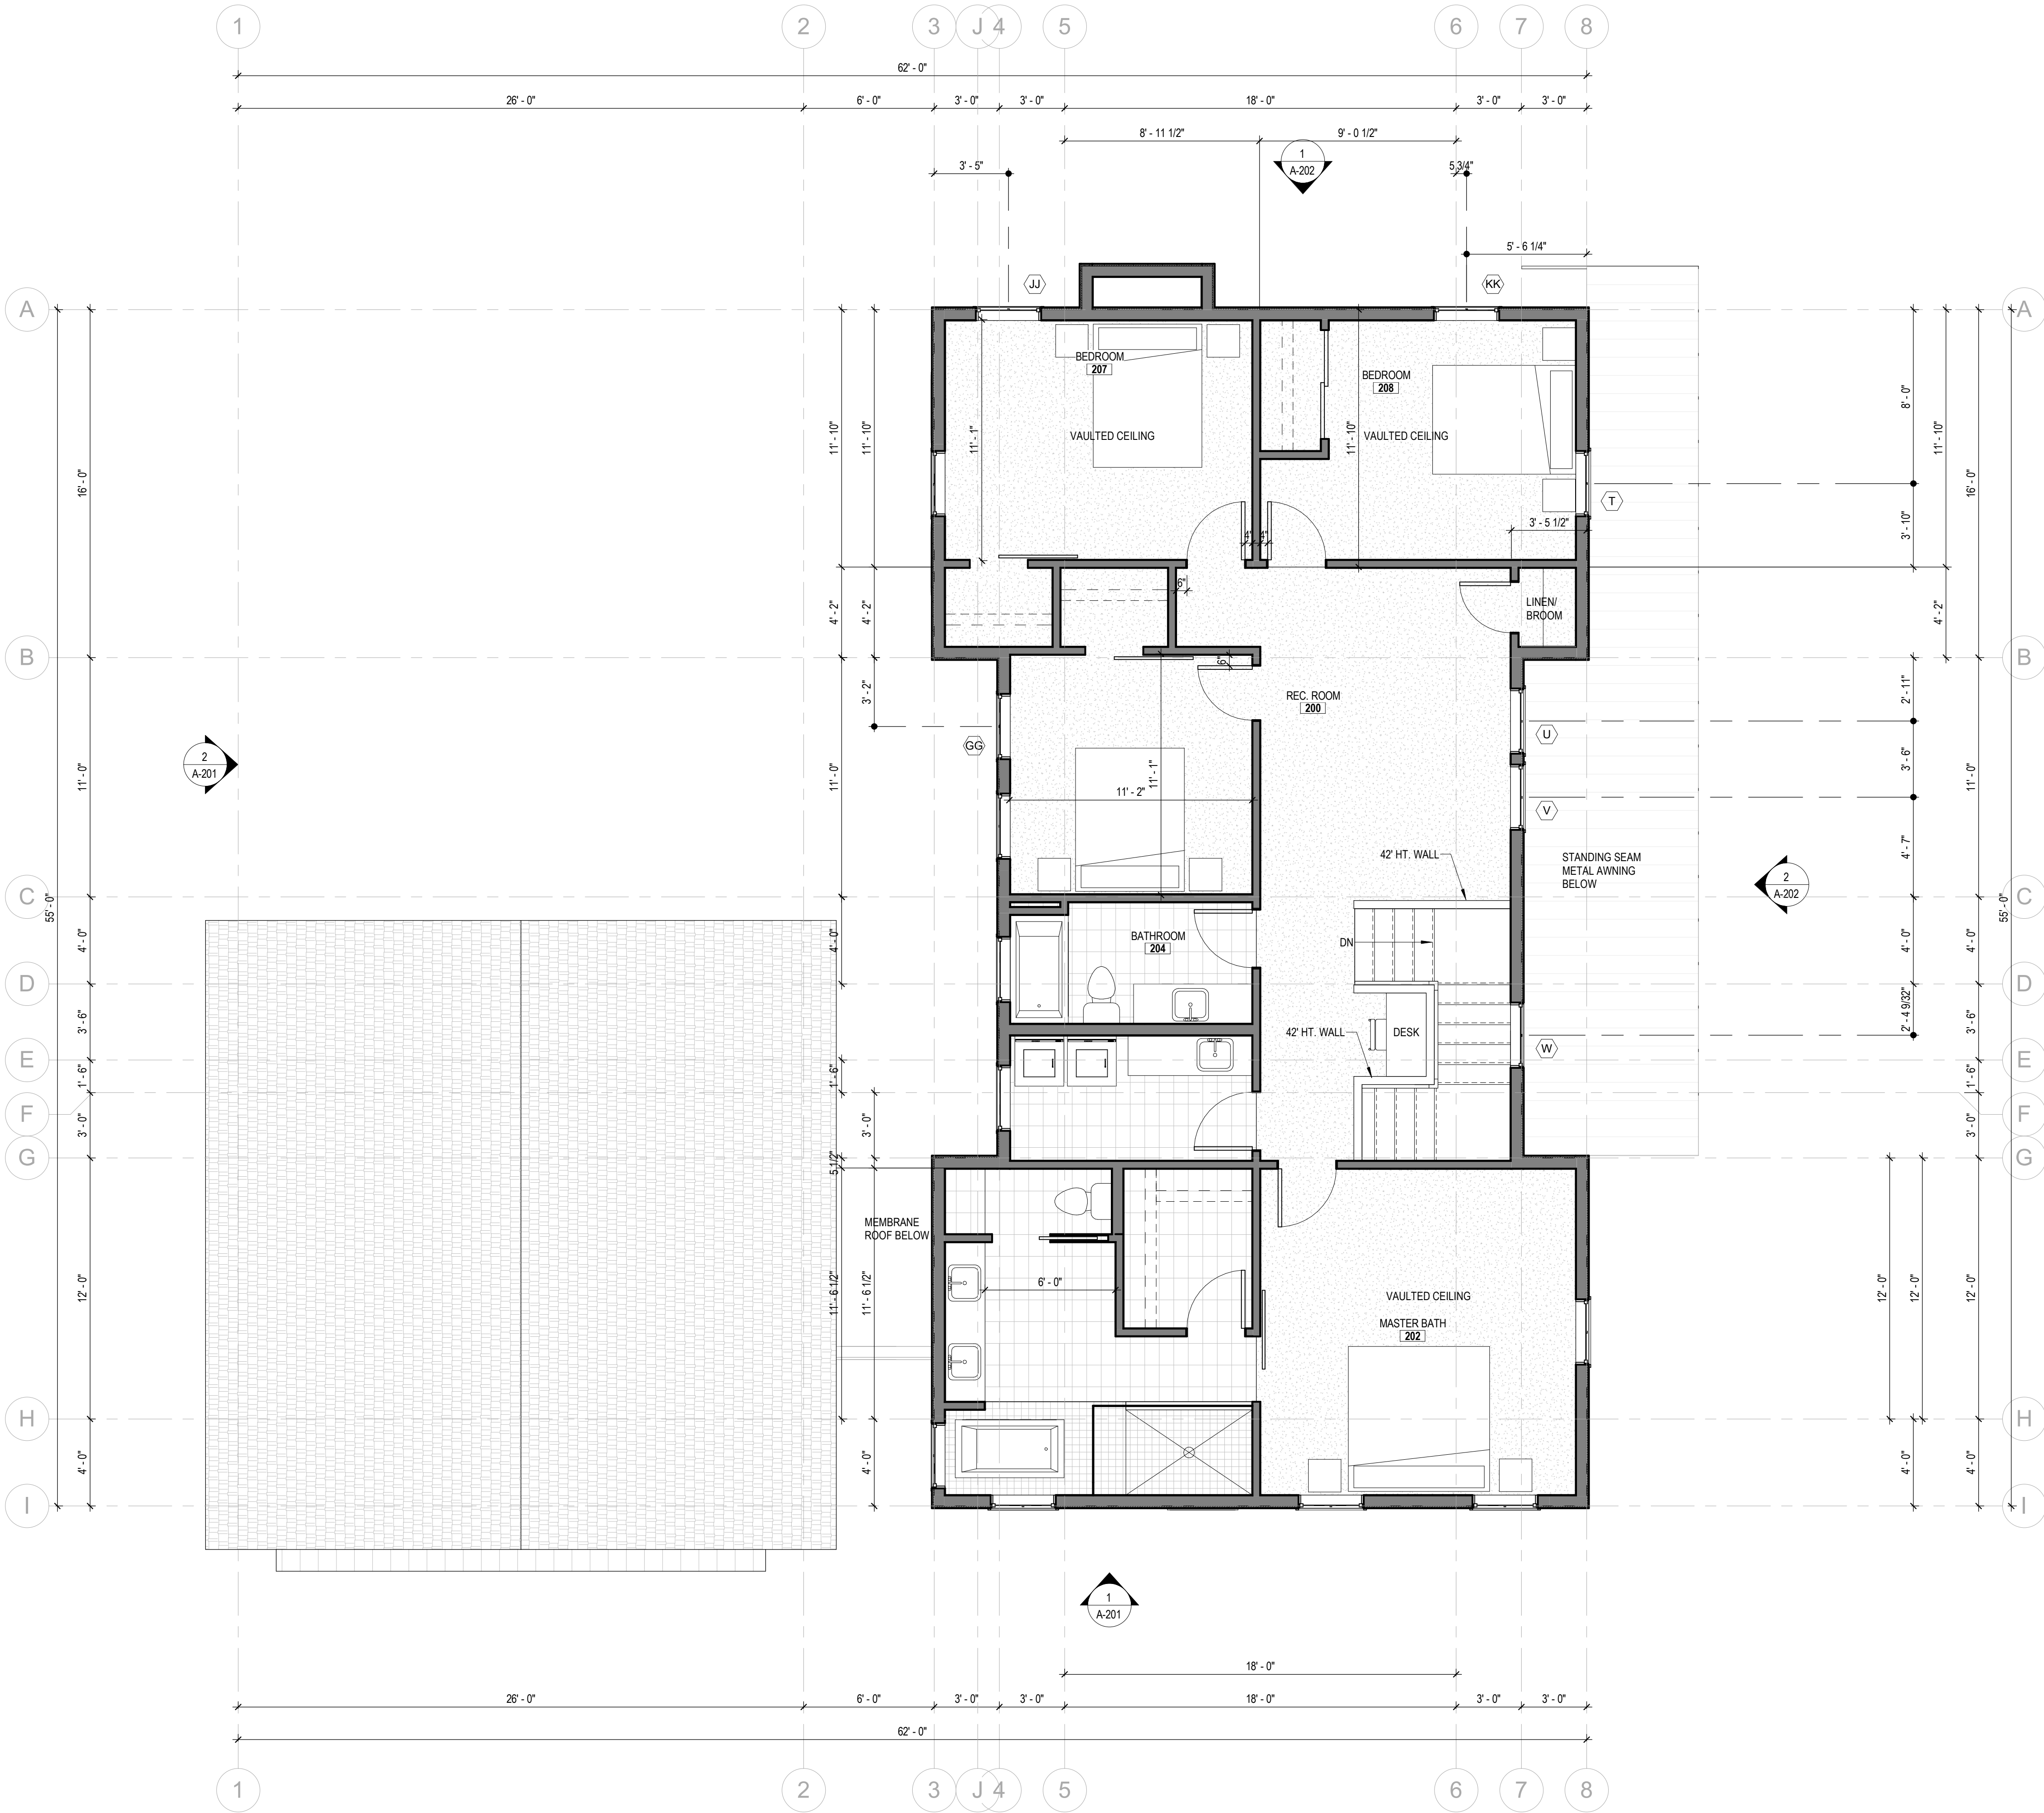 1 2 3 J 4 5 6 7 8
62' - 0"
26' - 0" 6' - 0" 3' - 0" 3' - 0" 18' - 0" 3' - 0" 3' - 0"
8' - 11 1/2" 9' - 0 1/2"
3' - 5" 1 5 3/4"
A-202
5' - 6 1/4"
JJ KK
A A
BEDROOM
207
BEDROOM
208
8' - 0"
11' - 10" 11' - 10" 11' - 1" VAULTED CEILING 11' - 10" VAULTED CEILING 11' - 10"
16' - 0" 16' - 0"
T
3' - 5 1/2"
3' - 10"
4" 4"
6"
4' - 2" 4' - 2" 4' - 2"
LINEN/
BROOM
B B
6"
3' - 2" 2' - 11"
REC. ROOM
200
GG U
2
A-201
11' - 0" 11' - 0" 11' - 1" 3' - 6" 11' - 0"
11' - 2"
V
4' - 7"
42' HT. WALL
STANDING SEAM
METAL AWNING
BELOW
2
A-202
C C
55' - 0" 55' - 0"
4' - 0" 4' - 0" 4' - 0" 4' - 0"
BATHROOM
204
DN
D D
3' - 6" 2' - 4 9/32" 3' - 6"
42' HT. WALL DESK
W
E E
1' - 6" 1' - 6" 1' - 6"
F F
3' - 0" 3' - 0" 3' - 0"
G G
5 1/2"
MEMBRANE
ROOF BELOW
12' - 0" 11' - 6 1/2" 11' - 6 1/2" 6' - 0" 12' - 0" 12' - 0" 12' - 0"
VAULTED CEILING
MASTER BATH
202
H H
4' - 0" 4' - 0" 4' - 0" 4' - 0"
I I
1
A-201
18' - 0"
26' - 0" 6' - 0" 3' - 0" 3' - 0" 18' - 0" 3' - 0" 3' - 0"
62' - 0"
1 2 3 J 4 5 6 7 8